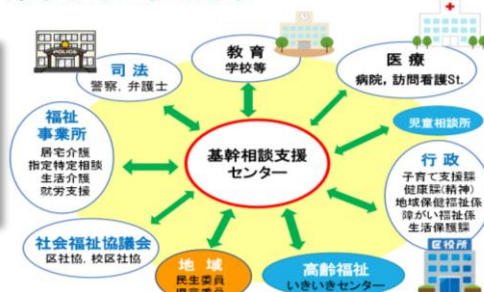 教育
学校等
医療
病院，訪問看護St.
司法
警察，弁護士
POLICE
児童相談所
福祉
事業所
居宅介護
指定特定相談
生活介護
就労支援
基幹相談支援
センター
行政
子育て支援課
健康課(精神)
地域保健福祉係
障がい福祉係
生活保護課
区役所
社会福祉協議会
区社協，校区社協
地域
民生委員
高齢福祉
いきいきセンター